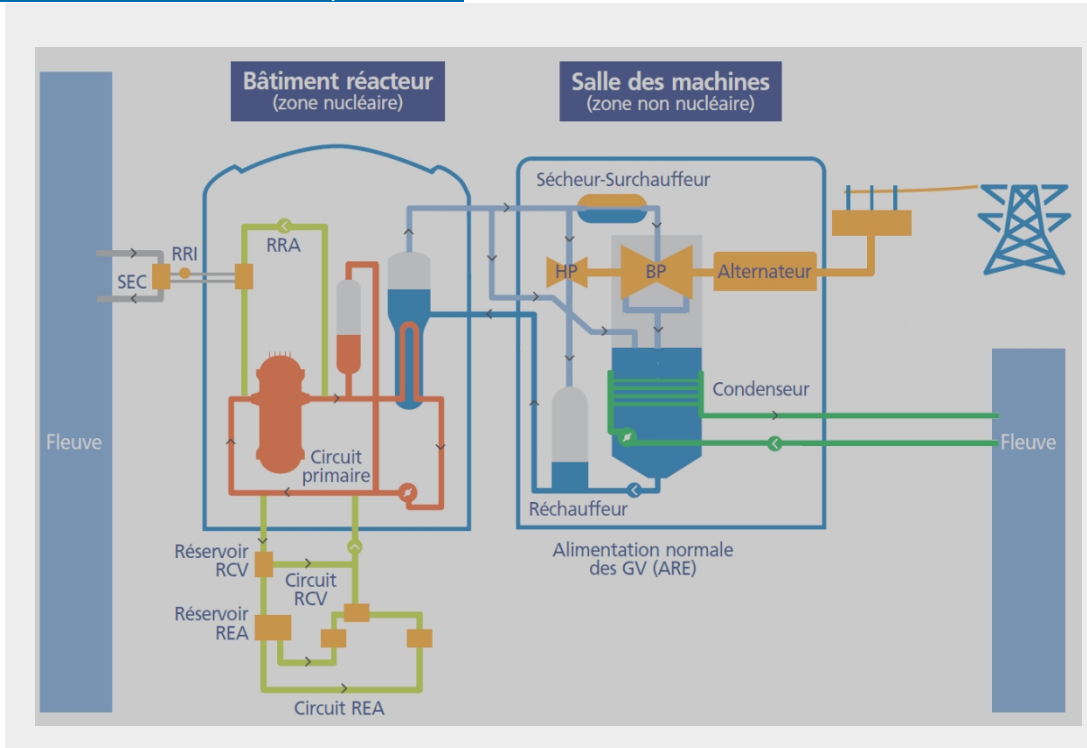 Bâtiment réacteur
(zone nucléaire)
Salle des machines
(zone non nucléaire)
Sécheur-Surchauffeur
RRI
RRA
SEC
HP
BP
Alternateur
Condenseur
Fleuve
Fleuve
Circuit
primaire
Réchauffeur
Réservoir
RCV
Circuit
RCV
Alimentation normale
des GV (ARE)
Réservoir
REA
Circuit REA